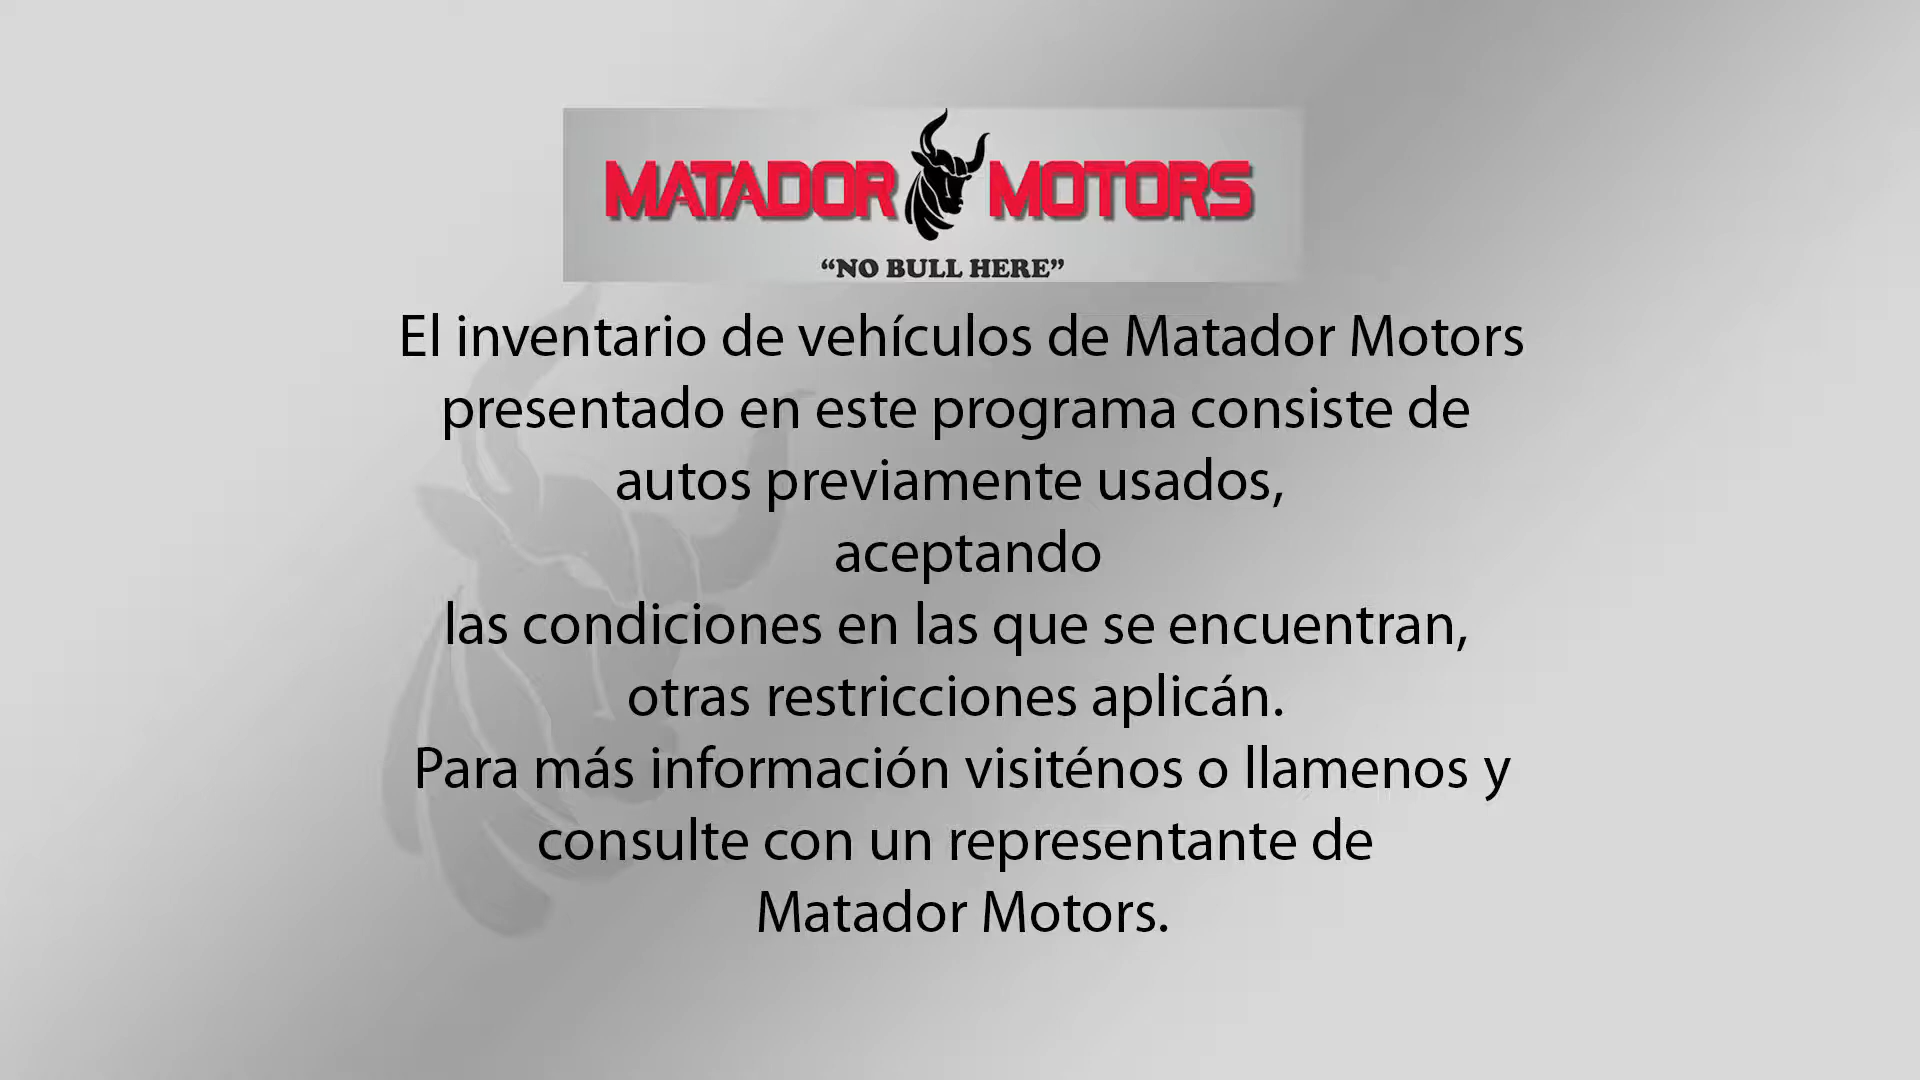 MATADOR MOTORS
“NO BULL HERE”
El inventario de vehículos de Matador Motors
presentado en este programa consiste de
autos previamente usados,
aceptando
las condiciones en las que se encuentran,
otras restricciones aplicán.
Para más información visiténos o llamenos y
consulte con un representante de
Matador Motors.